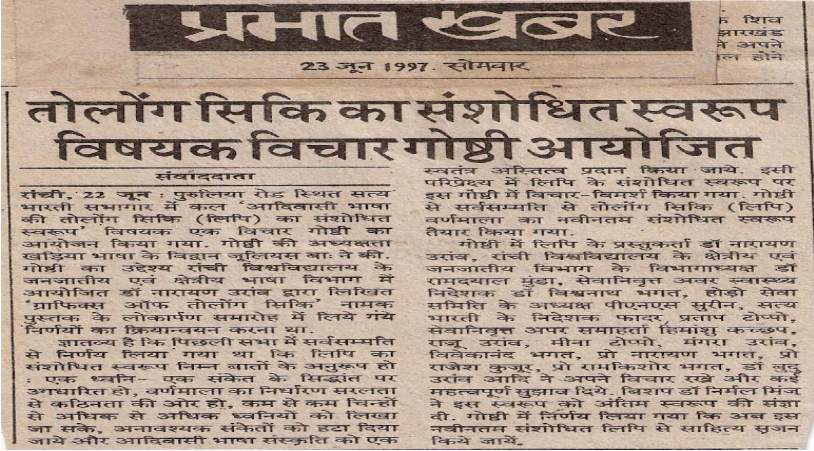 प्रभात खबर
23 जून 1997. सोमवार
शिव
झारखंड
अपने
होने
तोलोंग सिकि का संशोधित स्वरूप
विषयक विचार गोष्ठी आयोजित
संवाददाता
रांची, 22 जून : पुरुलिया रोड स्थित सत्य
भारती सभागार में कल 'आदिवासी भाषा
की तोलोंग सिकि (लिपि) का संशोधित
स्वरूप' विषयक एक विचार गोष्ठी का
आयोजन किया गया. गोष्ठी की अध्यक्षता
खड़िया भाषा के विद्वान जूलियस बाः ने की.
गोष्ठी का उद्देश्य रांची विश्वविद्यालय के
जनजातीय एवं क्षेत्रीय भाषा विभाग में
आयोजित डॉ नारायण उरांव द्वारा लिखित
'ग्राफिक्स ऑफ तोलोंग सिकि' नामक
पुस्तक के लोकार्पण समारोह में लिये गये
निर्णयों का क्रियान्वयन करना था.
ज्ञातव्य है कि पिछली सभा में सर्वसम्मति
से निर्णय लिया गया था कि लिपि का
संशोधित स्वरूप निम्न बातों के अनुरूप हो
: एक ध्वनि- एक संकेत के सिद्धांत पर
आधारित हो, वर्णमाला का निर्धारण सरलता
से कठिनता की ओर हो, कम से कम चिन्हों
से अधिक से अधिक ध्वनियों को लिखा
जा सके, अनावश्यक संकेतों को हटा दिया
जाये और आदिवासी भाषा संस्कृति को एक
स्वतंत्र अस्तित्व प्रदान किया जाये. इसी
परिप्रेक्ष्य में लिपि के संशोधित स्वरूप पर
इस गोष्ठी में विचार-विमर्श किया गया. गोष्ठी
से सर्वसम्मति से तोलोंग सिकि (लिपि)
वर्णमाला का नवीनतम संशोधित स्वरूप
तैयार किया गया.
गोष्ठी में लिपि के प्रस्तुकर्ता डॉ नारायण
उरांव, रांची विश्वविद्यालय के क्षेत्रीय एवं
जनजातीय विभाग के विभागाध्यक्ष डॉ
रामदयाल मुंडा, सेवानिवृत्त अवर स्वास्थ्य
निदेशक डॉ विश्वनाथ भगत, होड़ो सेवा
समिति के अध्यक्ष पीएनएस सुरीन, सत्य
भारती के निदेशक फादर प्रताप टोप्पो,
सेवानिवृत्त अपर समाहर्ता हिमांशु कच्छप,
राजू उरांव, मीना टोप्पो, मंगरा उरांव,
विवेकानंद भगत, प्रो नारायण भगत, प्रो
राजेश कुजूर, प्रो रामकिशोर भगत, डॉ बुदु
उरांव आदि ने अपने विचार रखे और कई
महत्वपूर्ण सुझाव दिये. बिशप डॉ निर्मल मिंज
ने इस स्वरूप को अंतिम स्वरूप की संज्ञा
दी. गोष्ठी में निर्णय लिया गया कि अब इस
नवीनतम संशोधित लिपि से साहित्य सृजन
किये जायें.